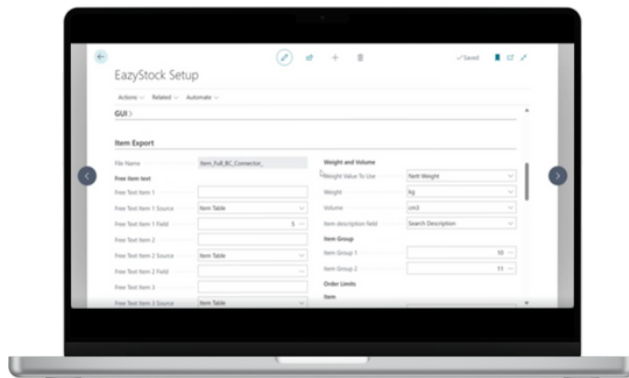 Saved
EazyStock Setup
Actions Related Automate
GUI
Item Export
File Name Item_Full_BC_Connector_
Free item text
Free Text Item 1
Free Text Item 1 Source Item Table
Free Text Item 1 Field 5
Free Text Item 2
Free Text Item 2 Source Item Table
Free Text Item 2 Field
Free Text Item 3
Free Text Item 3 Source Item Table
Weight and Volume
Weight Value To Use Nett Weight
Weight kg
Volume cm3
Item description field Search Description
Item Group
Item Group 1 10
Item Group 2 11
Order Limits
Item